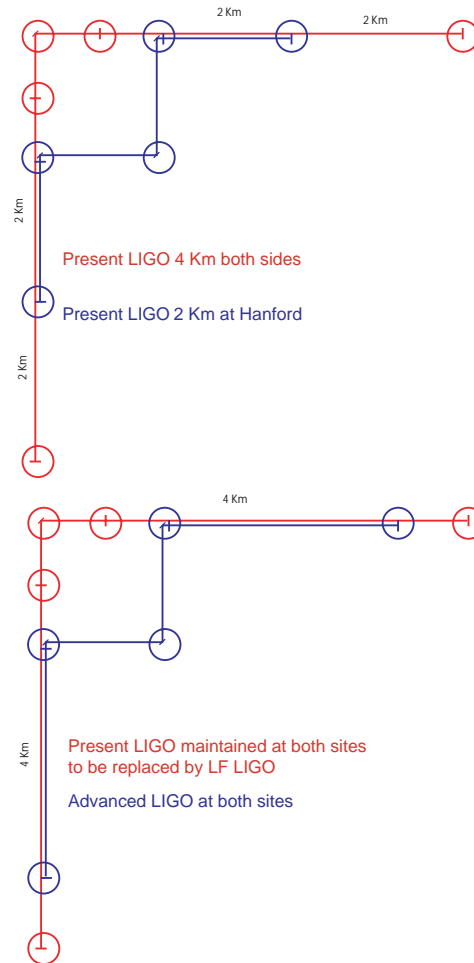 2 Km
2 Km
2 Km
Present LIGO 4 Km both sides
Present LIGO 2 Km at Hanford
2 Km
4 Km
4 Km
Present LIGO maintained at both sites
to be replaced by LF LIGO
Advanced LIGO at both sites